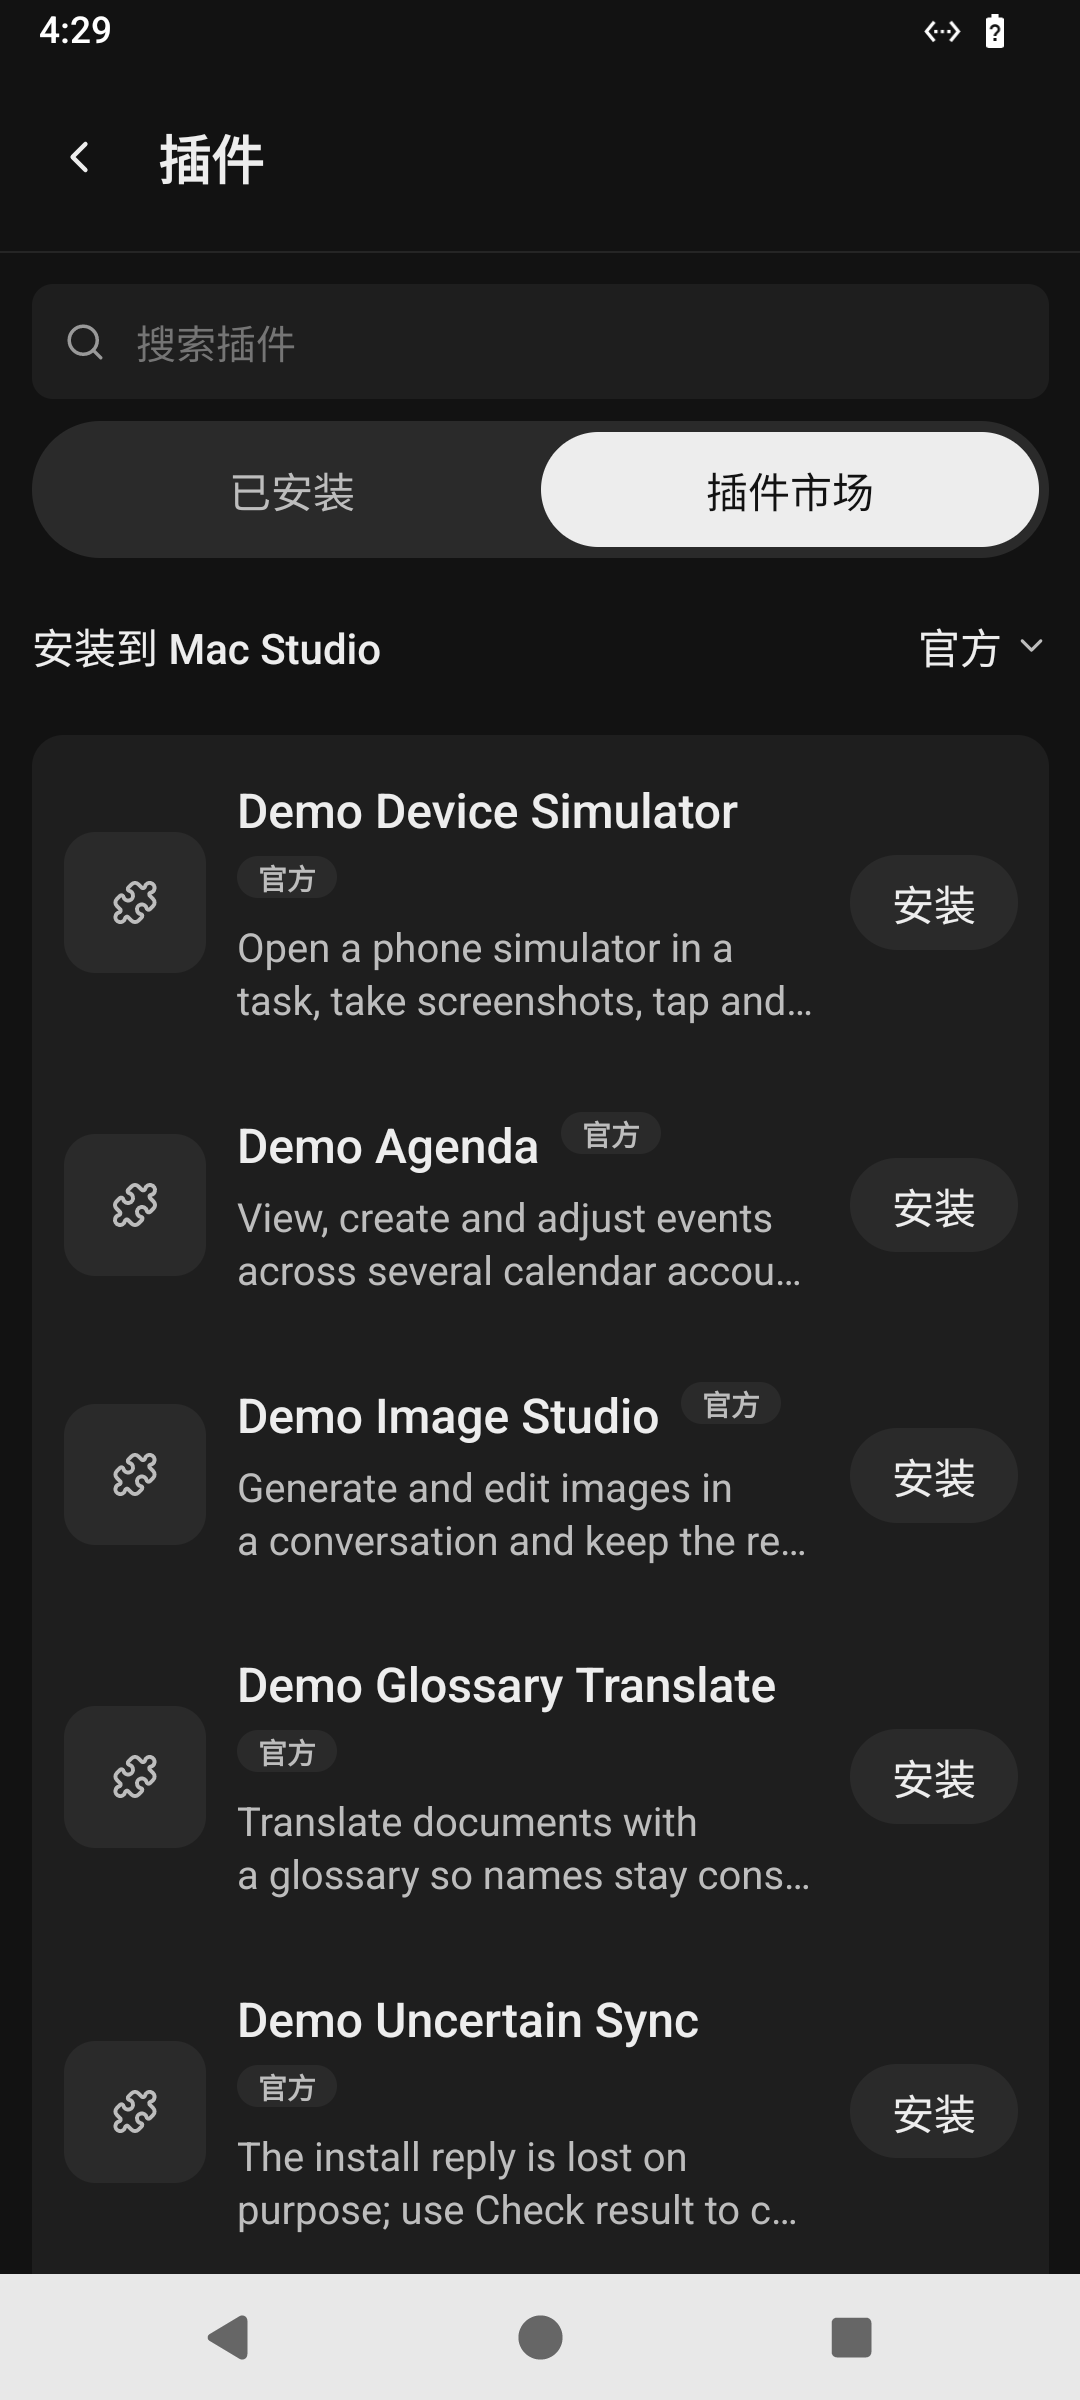 4:29
插件
搜索插件
已安装
插件市场
安装到 Mac Studio
官方
Demo Device Simulator
官方
Open a phone simulator in a
task, take screenshots, tap and…
安装
Demo Agenda 官方
View, create and adjust events
across several calendar accou…
安装
Demo Image Studio 官方
Generate and edit images in
a conversation and keep the re…
安装
Demo Glossary Translate
官方
Translate documents with
a glossary so names stay cons…
安装
Demo Uncertain Sync
官方
The install reply is lost on
purpose; use Check result to c…
安装